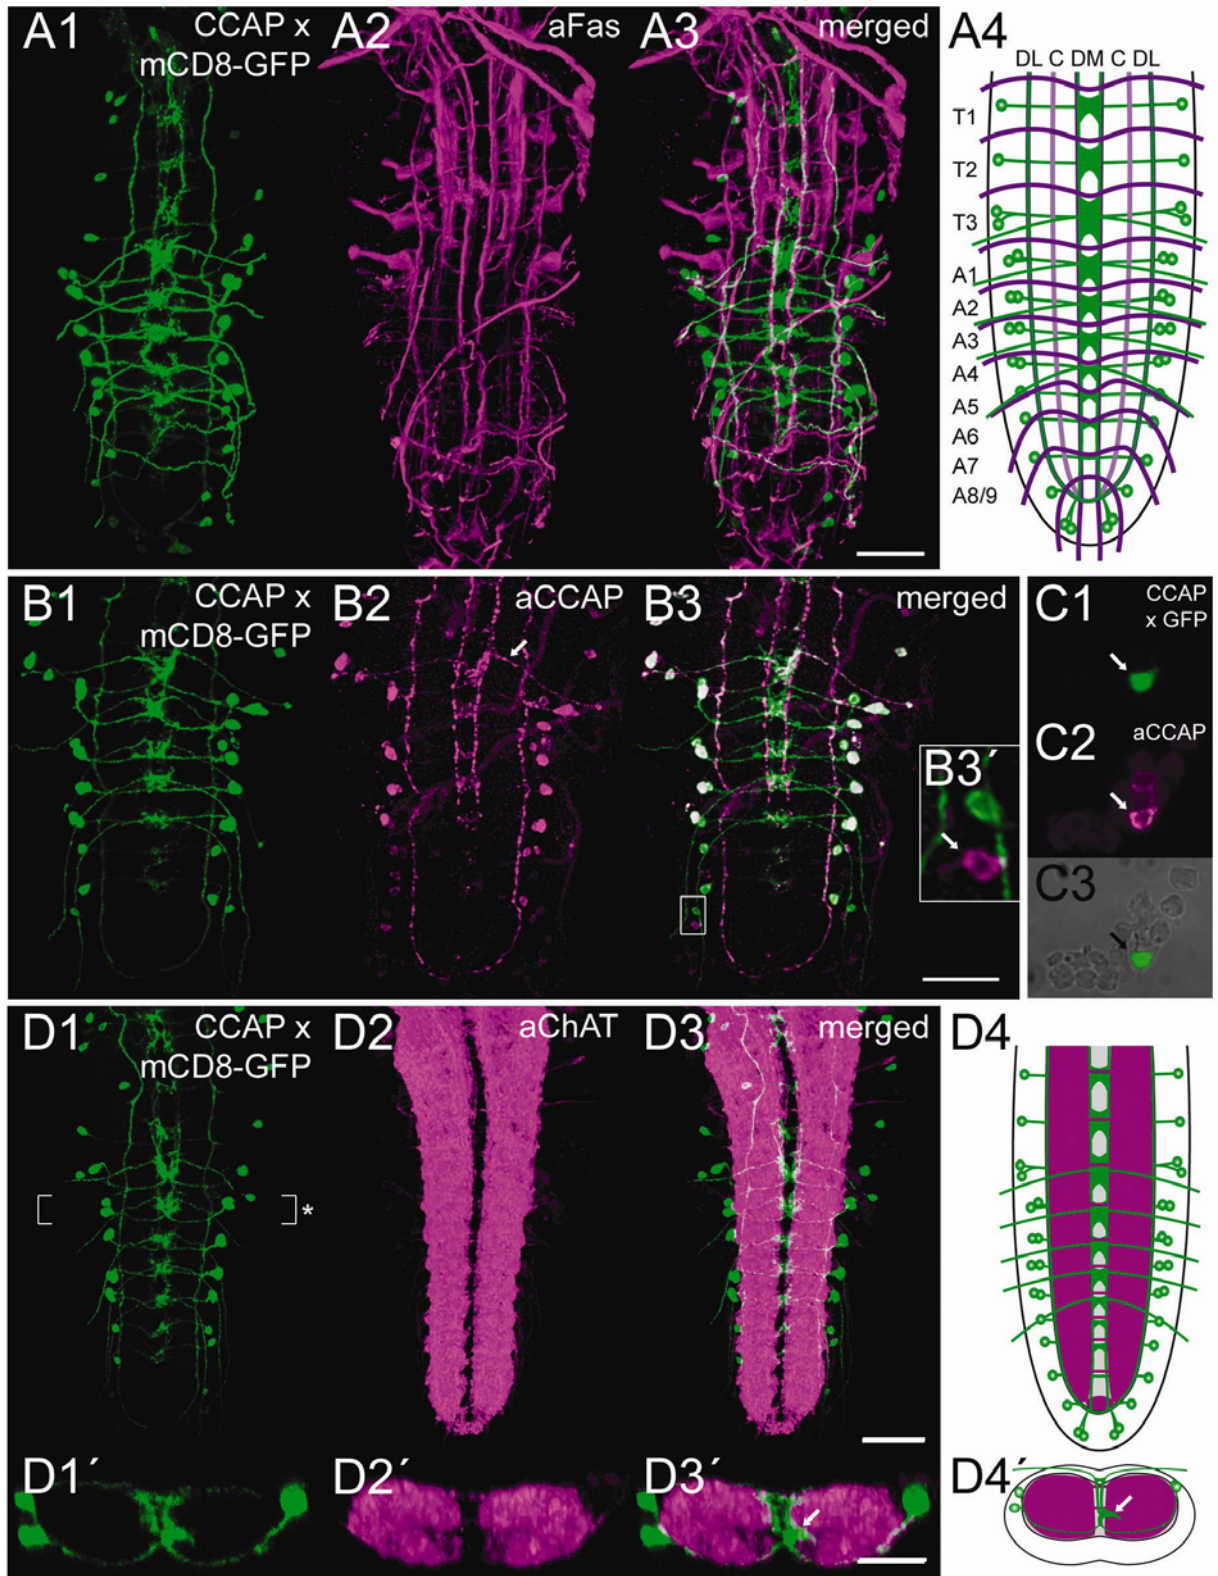 A1
CCAP x
mCD8-GFP
A2
aFas
A3
merged
A4
DL C DM C DL
T1
T2
T3
A1
A2
A3
A4
A5
A6
A7
A8/9
B1
CCAP x
mCD8-GFP
B2
aCCAP
B3
merged
B3´
C1
CCAP
x GFP
C2
aCCAP
C3
D1
CCAP x
mCD8-GFP
*
D2
aChAT
D3
merged
D4
D1´
D2´
D3´
D4´